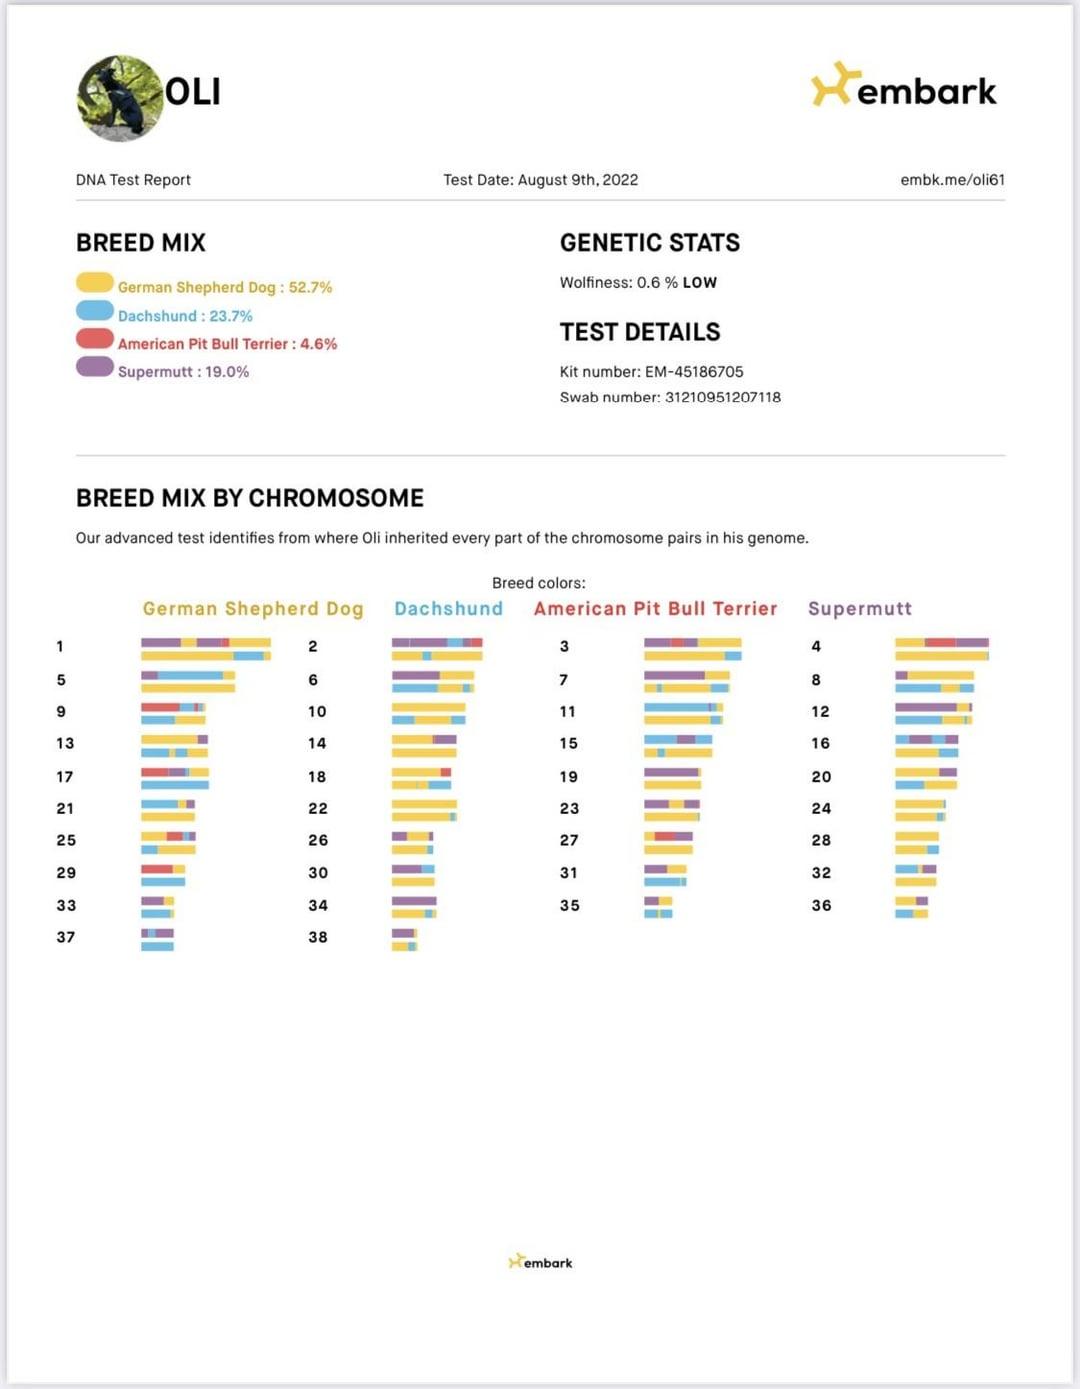 OLI
embark
DNA Test Report
Test Date: August 9th, 2022
embk.me/oli61
BREED MIX
German Shepherd Dog : 52.7%
Dachshund : 23.7%
American Pit Bull Terrier : 4.6%
Supermutt : 19.0%
GENETIC STATS
Wolfiness: 0.6 % LOW
TEST DETAILS
Kit number: EM-45186705
Swab number: 31210951207118
BREED MIX BY CHROMOSOME
Our advanced test identifies from where Oli inherited every part of the chromosome pairs in his genome.
Breed colors:
German Shepherd Dog Dachshund American Pit Bull Terrier Supermutt
1 2 3 4
5 6 7 8
9 10 11 12
13 14 15 16
17 18 19 20
21 22 23 24
25 26 27 28
29 30 31 32
33 34 35 36
37 38
embark